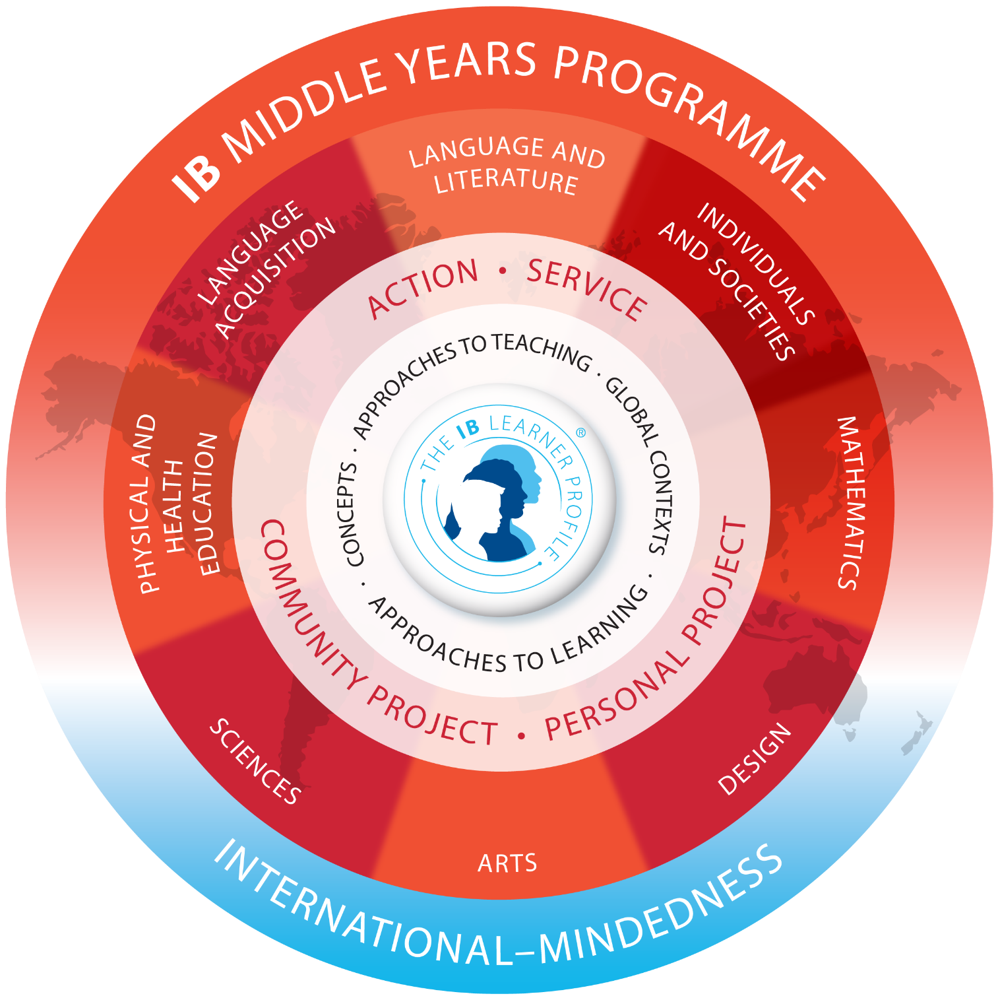 IB MIDDLE YEARS PROGRAMME
LANGUAGE AND
LITERATURE
INDIVIDUALS
AND SOCIETIES
MATHEMATICS
DESIGN
ARTS
SCIENCES
PHYSICAL AND
HEALTH
EDUCATION
LANGUAGE
ACQUISITION
ACTION • SERVICE
COMMUNITY PROJECT • PERSONAL PROJECT
APPROACHES TO TEACHING · GLOBAL CONTEXTS ·
CONCEPTS ·
· APPROACHES TO LEARNING
THE IB LEARNER PROFILE
®
INTERNATIONAL–MINDEDNESS